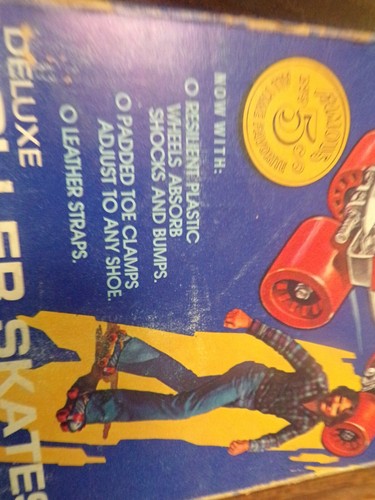 NOW WITH:
O RESILIENT PLASTIC
WHEELS ABSORB
SHOCKS AND BUMPS.
O PADDED TOE CLAMPS
ADJUST TO ANY SHOE.
O LEATHER STRAPS.
DELUXE
ROLLER SKATES
5